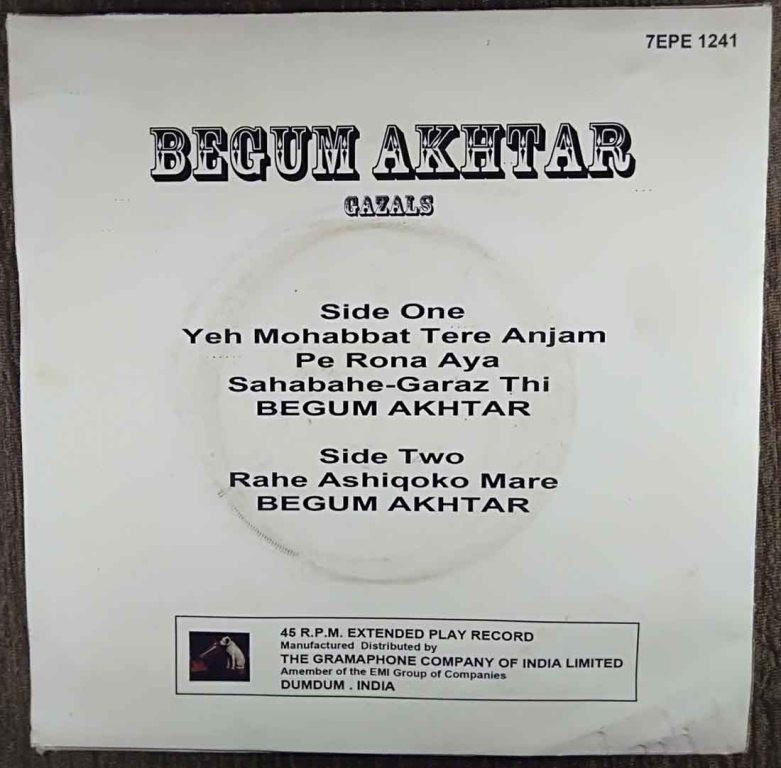 7EPE 1241
BEGUM AKHTAR
GAZALS
Side One
Yeh Mohabbat Tere Anjam
Pe Rona Aya
Sahabahe-Garaz Thi
BEGUM AKHTAR
Side Two
Rahe Ashiqoko Mare
BEGUM AKHTAR
45 R.P.M. EXTENDED PLAY RECORD
Manufactured Distributed by
THE GRAMAPHONE COMPANY OF INDIA LIMITED
Amember of the EMI Group of Companies
DUMDUM . INDIA